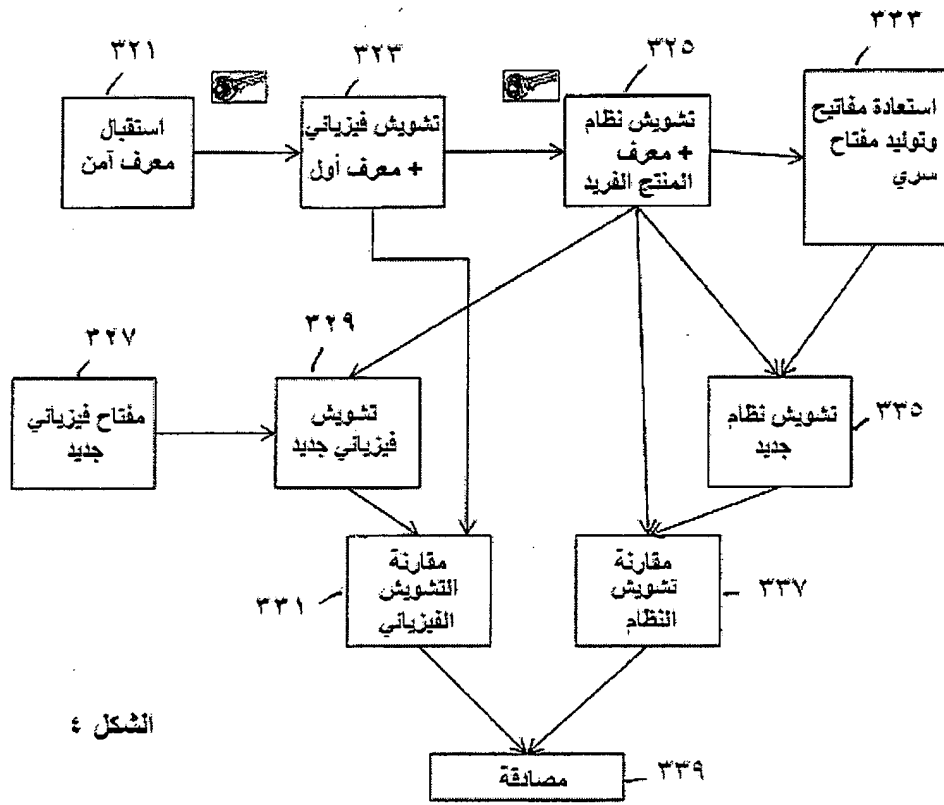 ٣٢١
استقبال
معرف آمن
٣٢٣
تشويش فيزيائي
+ معرف أول
٣٢٥
تشويش نظام
+ معرف
المنتج الفريد
٣٣٣
استعادة مفاتيح
وتوليد مفتاح
سري
٣٢٧
مفتاح فيزيائي
جديد
٣٢٩
تشويش
فيزيائي جديد
٣٣٥
تشويش نظام
جديد
٣٣١
مقارنة
التشويش
الفيزيائي
٣٣٧
مقارنة
تشويش
النظام
٣٣٩
مصادقة
الشكل ٤